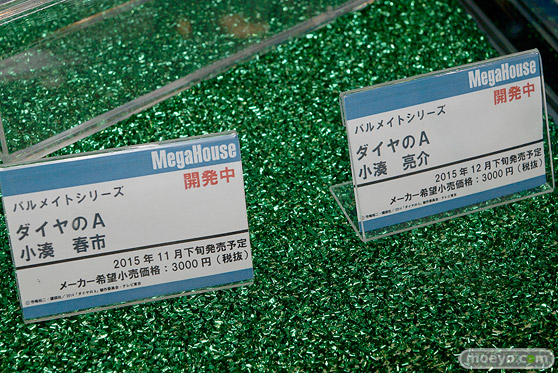 MegaHouse
開発中
パルメイトシリーズ
ダイヤのA
小湊 春市
2015年11月下旬発売予定
メーカー希望小売価格：3000円（税抜）
MegaHouse
開発中
パルメイトシリーズ
ダイヤのA
小湊 亮介
2015年12月下旬発売予定
メーカー希望小売価格：3000円（税抜）
moeyo.com